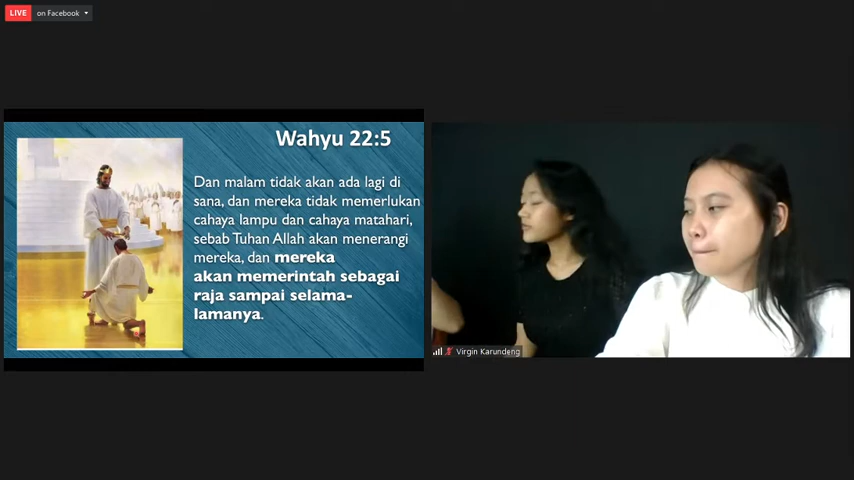 LIVE on Facebook
Wahyu 22:5
Dan malam tidak akan ada lagi di
sana, dan mereka tidak memerlukan
cahaya lampu dan cahaya matahari,
sebab Tuhan Allah akan menerangi
mereka, dan mereka
akan memerintah sebagai
raja sampai selama-
lamanya.
Virgin Karundeng